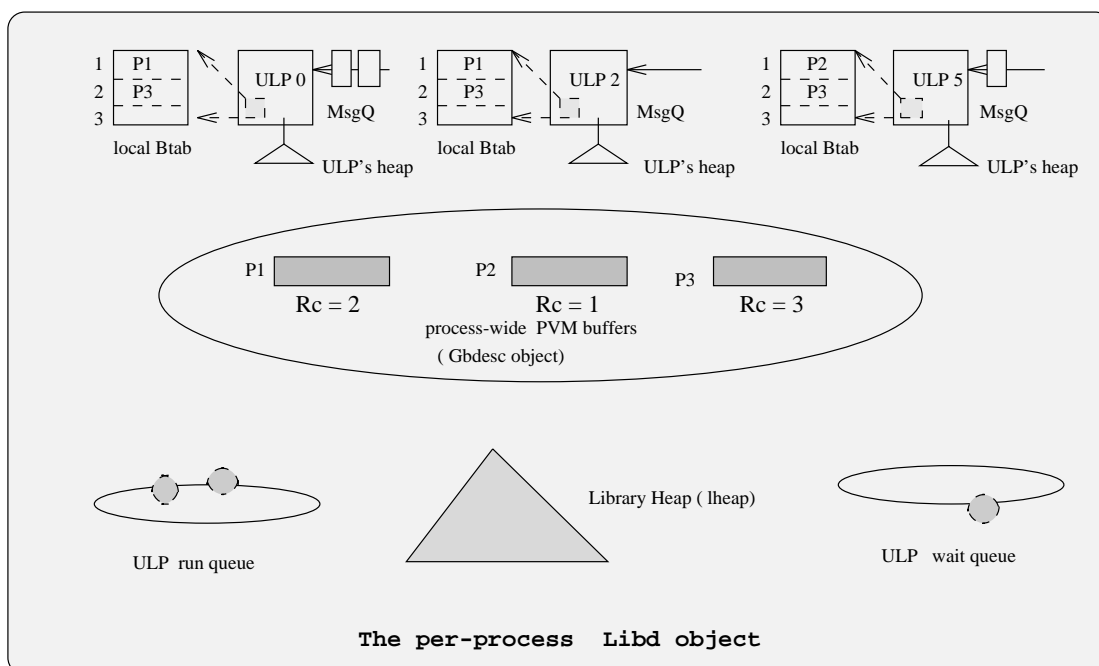 1 P1
2 P3
3
local Btab
ULP 0
MsgQ
ULP's heap
1 P1
2 P3
3
local Btab
ULP 2
MsgQ
ULP's heap
1 P2
2 P3
3
local Btab
ULP 5
MsgQ
ULP's heap
P1
Rc = 2
P2
Rc = 1
P3
Rc = 3
process-wide PVM buffers
( Gbdesc object)
ULP run queue
Library Heap ( lheap)
ULP wait queue
The per-process Libd object